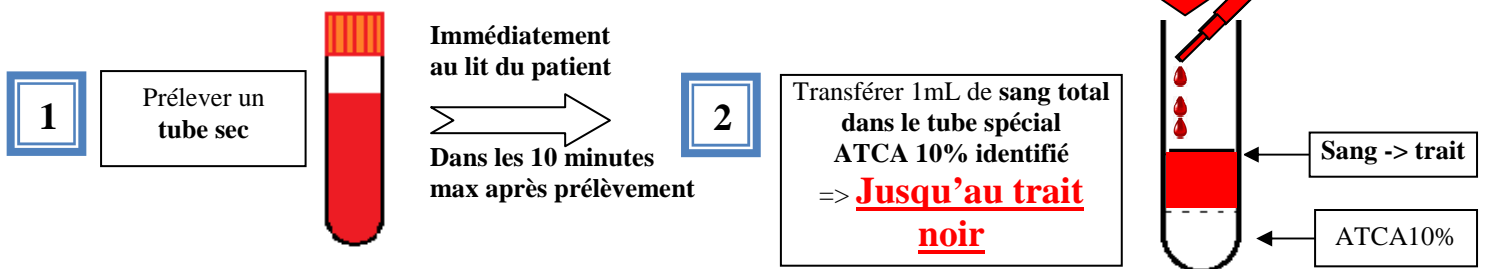 1
Prélever un
tube sec
Immédiatement
au lit du patient
Dans les 10 minutes
max après prélèvement
2
Transférer 1mL de sang total
dans le tube spécial
ATCA 10% identifié
=> Jusqu’au trait
noir
Sang -> trait
ATCA10%